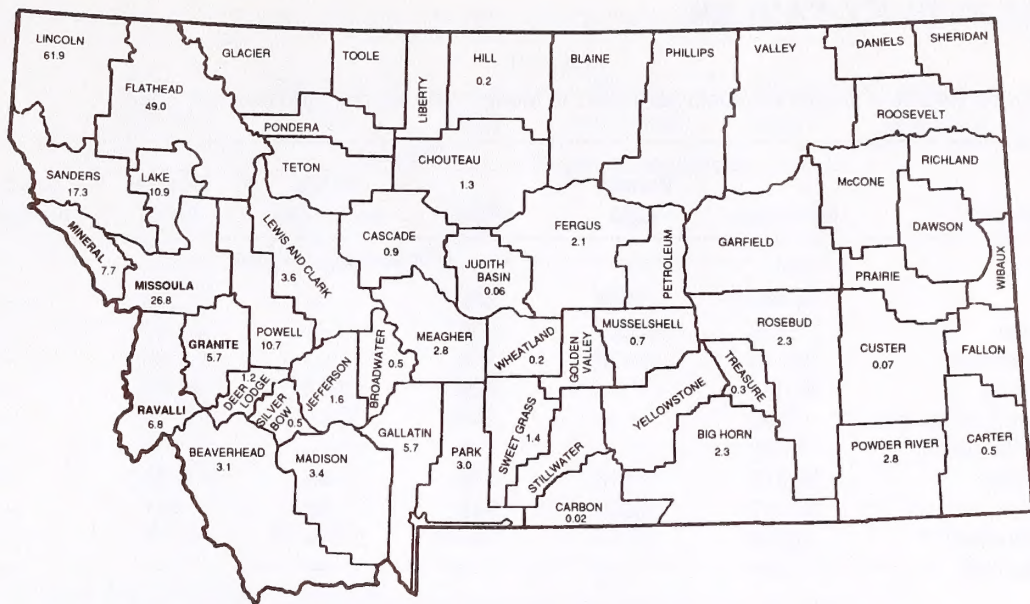 LINCOLN
61.9
FLATHEAD
49.0
GLACIER
TOOLE
LIBERTY
HILL
0.2
BLAINE
PHILLIPS
VALLEY
DANIELS
SHERIDAN
ROOSEVELT
PONDERA
TETON
CHOUTEAU
1.3
RICHLAND
McCONE
SANDERS
17.3
LAKE
10.9
LEWIS AND CLARK
3.6
CASCADE
0.9
FERGUS
2.1
JUDITH
BASIN
0.06
PETROLEUM
GARFIELD
DAWSON
PRAIRIE
WIBAUX
MINERAL
7.7
MISSOULA
26.8
POWELL
10.7
GRANITE
5.7
MEAGHER
2.8
BROADWATER
0.5
WHEATLAND
0.2
GOLDEN
VALLEY
MUSSELSHELL
0.7
ROSEBUD
2.3
TREASURE
0.3
CUSTER
0.07
FALLON
RAVALLI
6.8
DEER
LODGE
1.2
SILVER
BOW
0.5
JEFFERSON
1.6
BEAVERHEAD
3.1
MADISON
3.4
GALLATIN
5.7
PARK
3.0
SWEET GRASS
1.4
STILLWATER
YELLOWSTONE
BIG HORN
2.3
CARBON
0.02
POWDER RIVER
2.8
CARTER
0.5